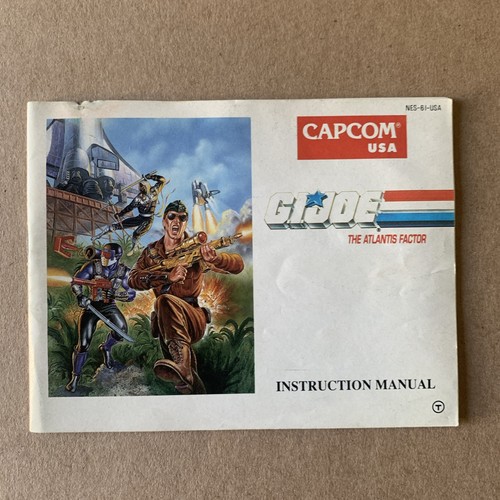 NES-61-USA
CAPCOM®
USA
G.I.JOE
THE ATLANTIS FACTOR
INSTRUCTION MANUAL
T